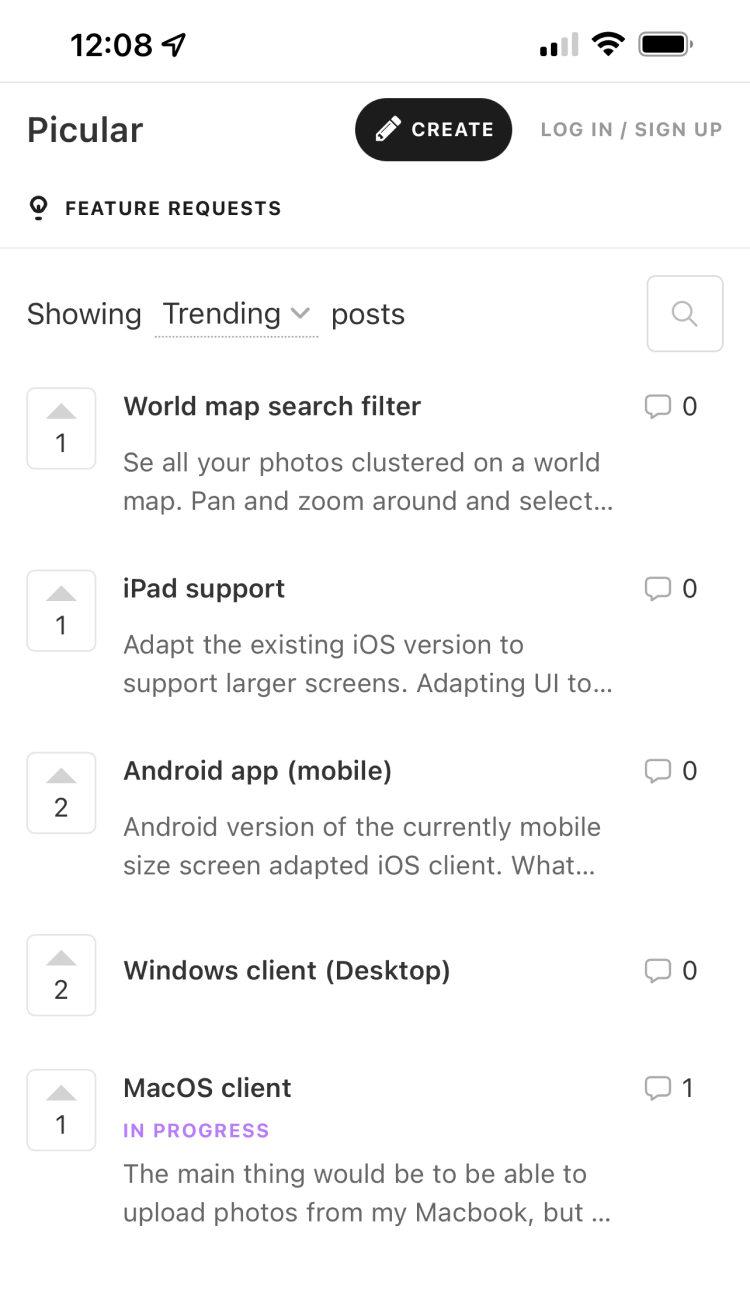 12:08
Picular
CREATE
LOG IN / SIGN UP
FEATURE REQUESTS
Showing Trending posts
World map search filter
0
1
Se all your photos clustered on a world
map. Pan and zoom around and select...
iPad support
0
1
Adapt the existing iOS version to
support larger screens. Adapting UI to...
Android app (mobile)
0
2
Android version of the currently mobile
size screen adapted iOS client. What...
Windows client (Desktop)
0
2
MacOS client
1
1
IN PROGRESS
The main thing would be to be able to
upload photos from my Macbook, but ...